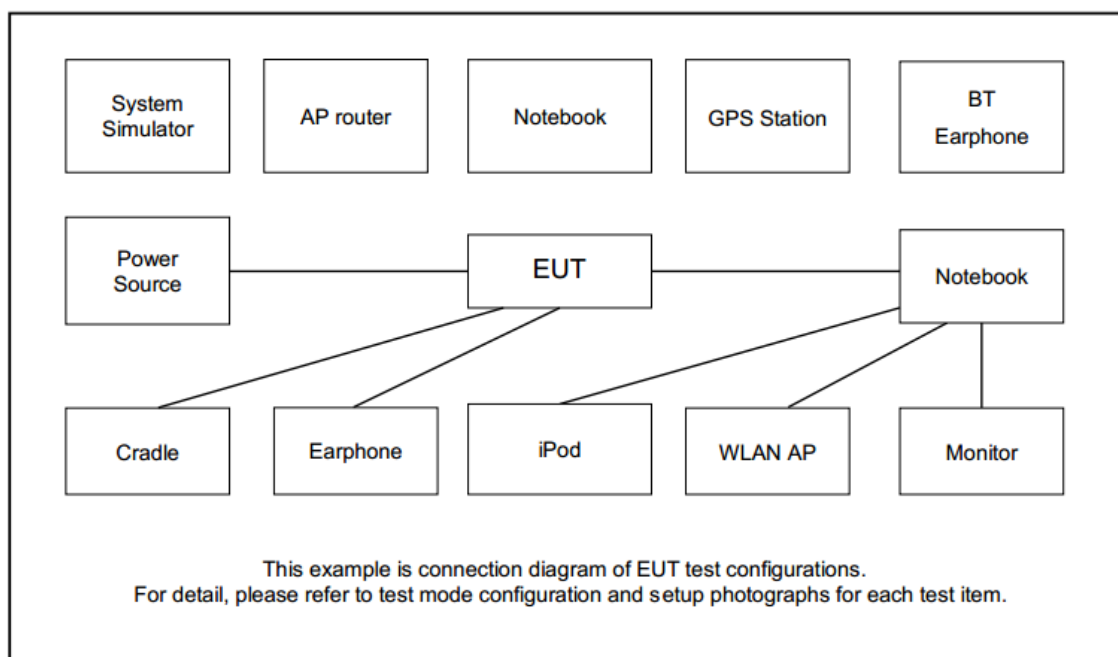 System
Simulator
AP router
Notebook
GPS Station
BT
Earphone
Power
Source
EUT
Notebook
Cradle
Earphone
iPod
WLAN AP
Monitor
This example is connection diagram of EUT test configurations.
For detail, please refer to test mode configuration and setup photographs for each test item.